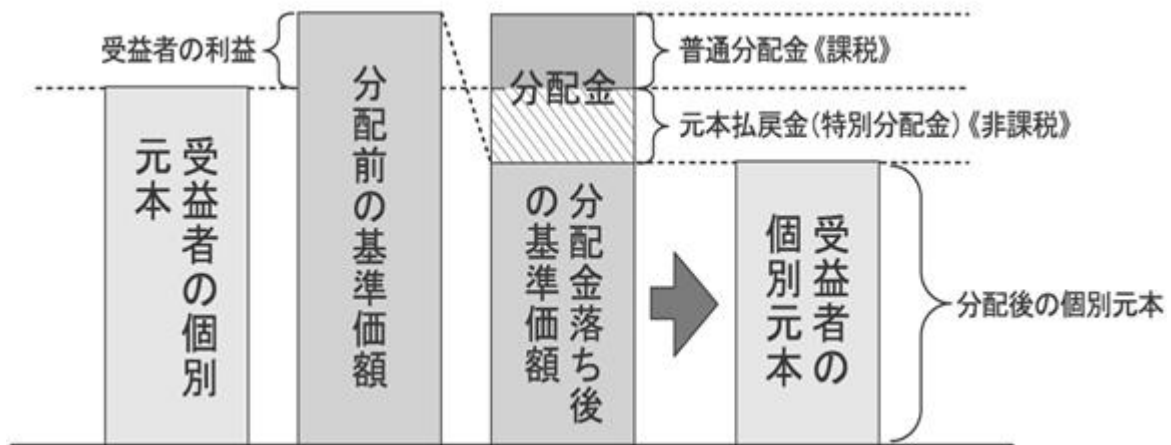 受益者の利益
受益者の個別
元本
分配前の基準価額
分配金
分配金落ち後
の基準価額
普通分配金《課税》
元本払戻金(特別分配金)《非課税》
受益者の
個別元本
分配後の個別元本